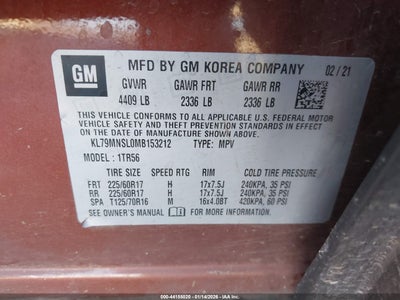 GM
MFD BY GM KOREA COMPANY 02 / 21
GVWR GAWR FRT GAWR RR
4409 LB 2336 LB 2336 LB
THIS VEHICLE CONFORMS TO ALL APPLICABLE U.S. FEDERAL MOTOR
VEHICLE SAFETY AND THEFT PREVENTION STANDARDS IN EFFECT ON
THE DATE OF MANUFACTURE SHOWN ABOVE.
KL79MNSL0MB153212 TYPE: MPV
MODEL: 1TR56
TIRE SIZE SPEED RTG RIM COLD TIRE PRESSURE
FRT 225/60R17 H 17x7.5J 240KPA, 35 PSI
RR 225/60R17 H 17x7.5J 240KPA, 35 PSI
SPA T125/70R16 M 16x4.0BT 420KPA, 60 PSI
SEE OWNER'S MANUAL FOR MORE INFORMATION.
000-44158020 - 01/14/2026 - IAAI.COM